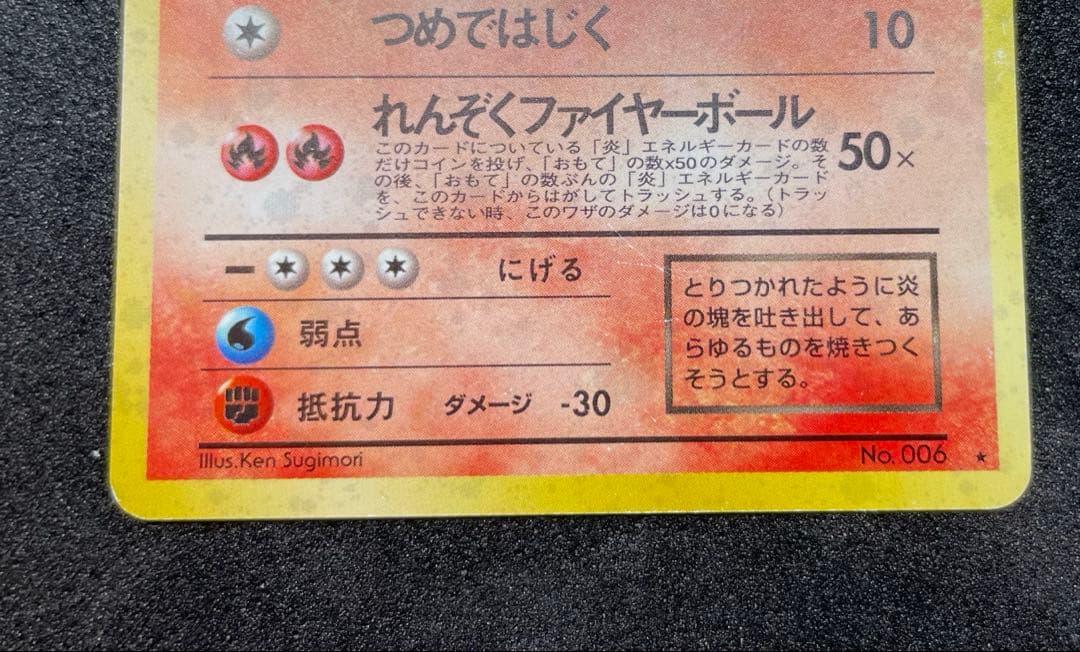 つめではじく 10
れんぞくファイヤーボール
このカードについている「炎」エネルギーカードの数
だけコインを投げ、「おもて」の数x50のダメージ。そ
の後、「おもて」の数ぶんの「炎」エネルギーカード
を、このカードからはがしてトラッシュする。(トラッ
シュできない時、このワザのダメージは0になる)
50×
ー にげる
弱点
抵抗力 ダメージ -30
とりつかれたように炎
の塊を吐き出して、あ
らゆるものを焼きつく
そうとする。
Illus.Ken Sugimori
No. 006 ★